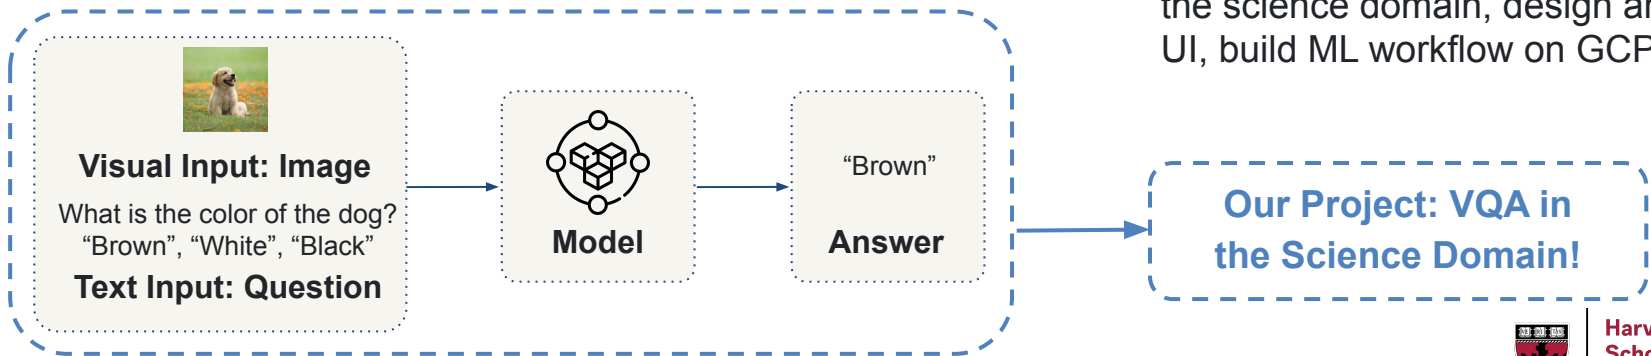 the science domain, design
UI, build ML workflow on GCP
Visual Input: Image
What is the color of the dog?
“Brown”, “White”, “Black”
Text Input: Question
Model
“Brown”
Answer
Our Project: VQA in
the Science Domain!